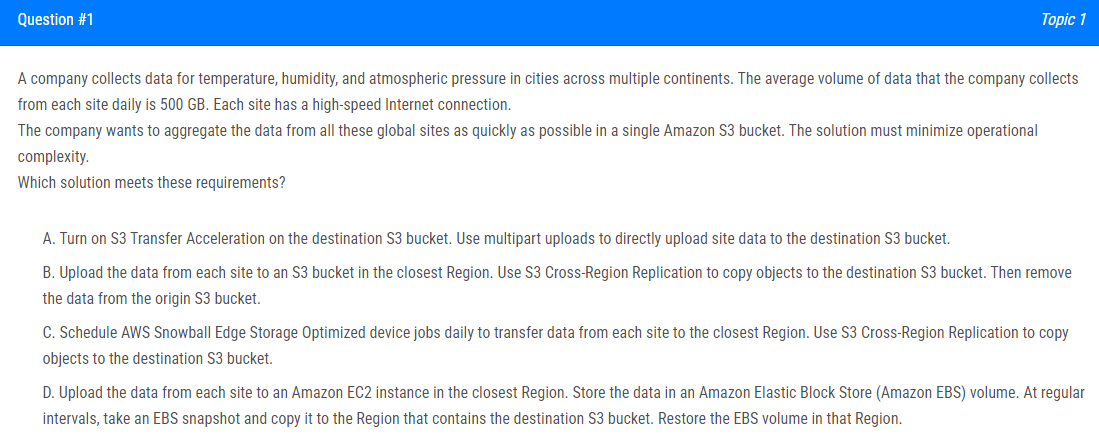 Question #1
Topic 1
A company collects data for temperature, humidity, and atmospheric pressure in cities across multiple continents. The average volume of data that the company collects
from each site daily is 500 GB. Each site has a high-speed Internet connection.
The company wants to aggregate the data from all these global sites as quickly as possible in a single Amazon S3 bucket. The solution must minimize operational
complexity.
Which solution meets these requirements?
A. Turn on S3 Transfer Acceleration on the destination S3 bucket. Use multipart uploads to directly upload site data to the destination S3 bucket.
B. Upload the data from each site to an S3 bucket in the closest Region. Use S3 Cross-Region Replication to copy objects to the destination S3 bucket. Then remove
the data from the origin S3 bucket.
C. Schedule AWS Snowball Edge Storage Optimized device jobs daily to transfer data from each site to the closest Region. Use S3 Cross-Region Replication to copy
objects to the destination S3 bucket.
D. Upload the data from each site to an Amazon EC2 instance in the closest Region. Store the data in an Amazon Elastic Block Store (Amazon EBS) volume. At regular
intervals, take an EBS snapshot and copy it to the Region that contains the destination S3 bucket. Restore the EBS volume in that Region.